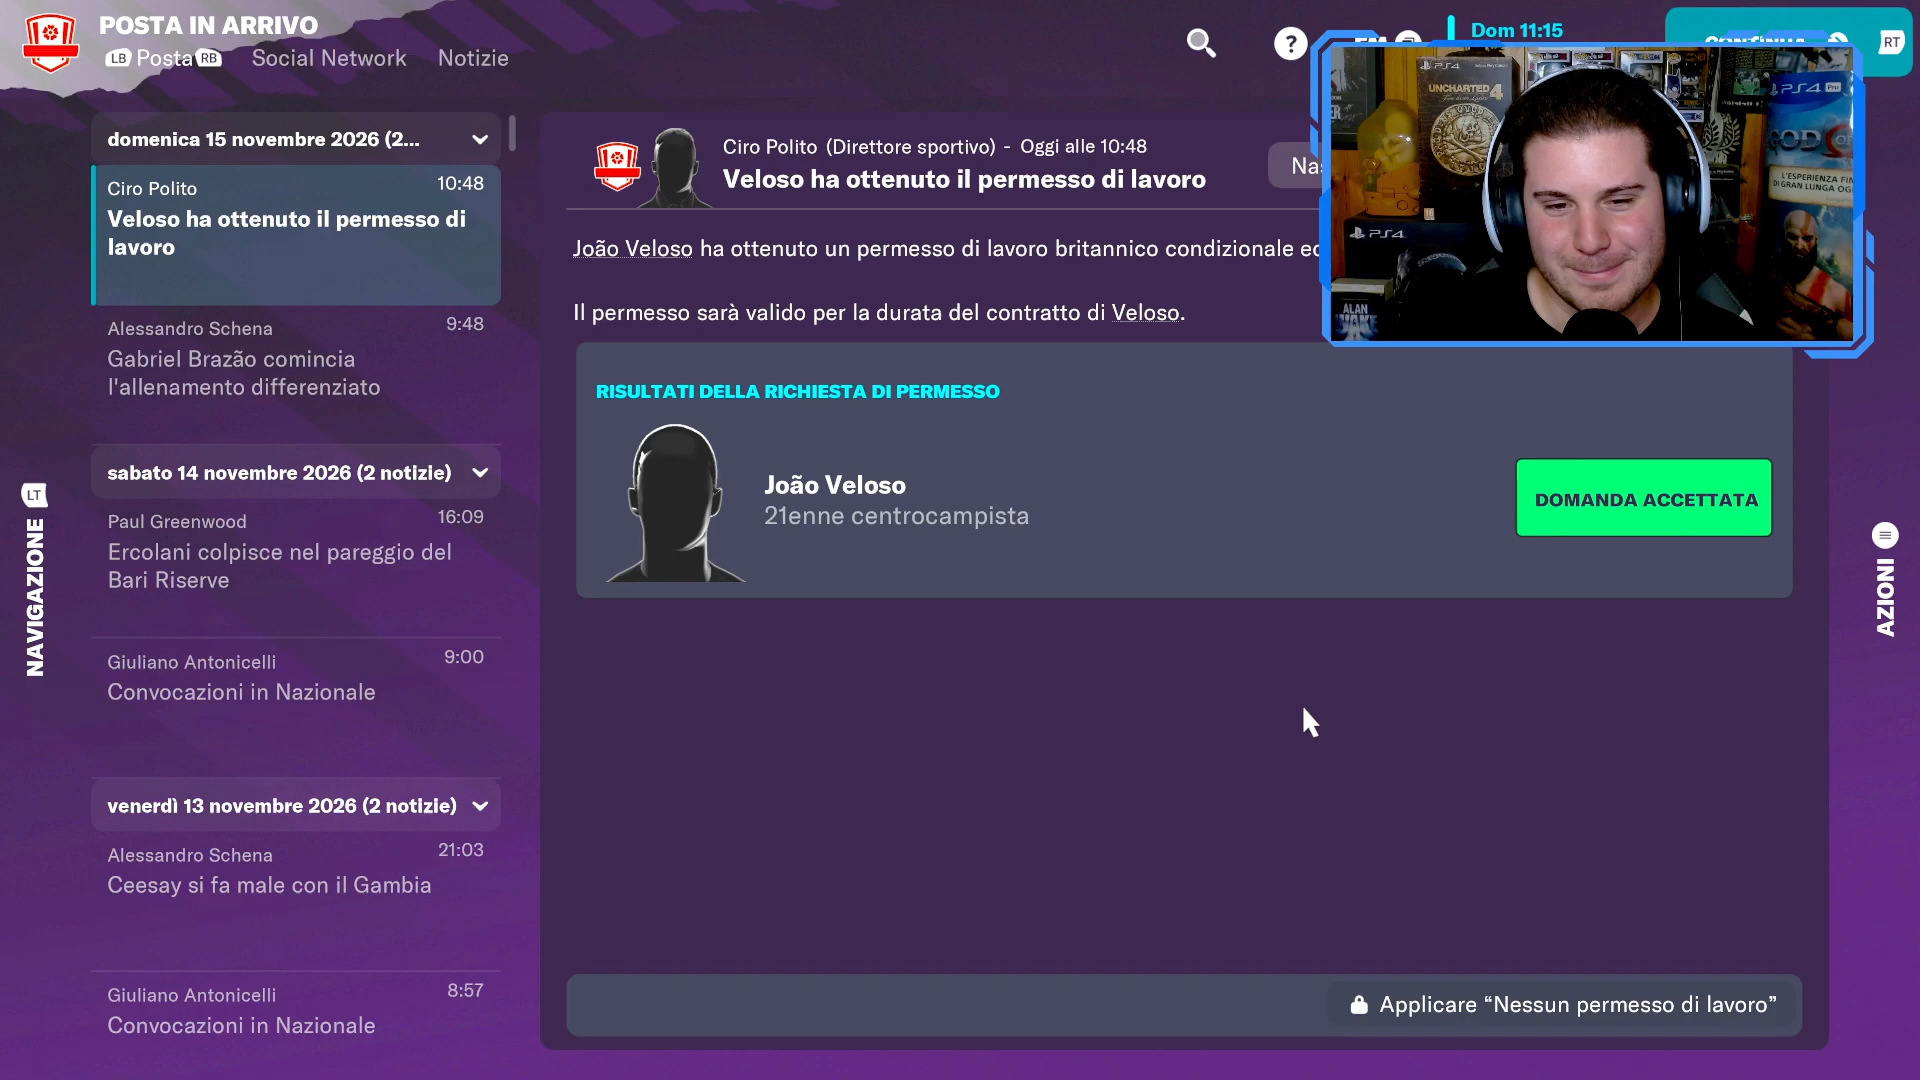 POSTA IN ARRIVO
LB Posta RB Social Network Notizie
Dom 11:15
RT
domenica 15 novembre 2026 (2...
Ciro Polito 10:48
Veloso ha ottenuto il permesso di
lavoro
Alessandro Schena 9:48
Gabriel Brazão comincia
l'allenamento differenziato
sabato 14 novembre 2026 (2 notizie)
Paul Greenwood 16:09
Ercolani colpisce nel pareggio del
Bari Riserve
Giuliano Antonicelli 9:00
Convocazioni in Nazionale
venerdì 13 novembre 2026 (2 notizie)
Alessandro Schena 21:03
Ceesay si fa male con il Gambia
Giuliano Antonicelli 8:57
Convocazioni in Nazionale
LT
NAVIGAZIONE
Ciro Polito (Direttore sportivo) - Oggi alle 10:48
Veloso ha ottenuto il permesso di lavoro
João Veloso ha ottenuto un permesso di lavoro britannico condizionale
Il permesso sarà valido per la durata del contratto di Veloso.
RISULTATI DELLA RICHIESTA DI PERMESSO
João Veloso
21enne centrocampista
DOMANDA ACCETTATA
Applicare “Nessun permesso di lavoro”
AZIONI
PS4
UNCHARTED 4
PS4
ALAN
WAKE
PS4 Pro
GOD
L'ESPERIENZA
DI GRAN LUNGA